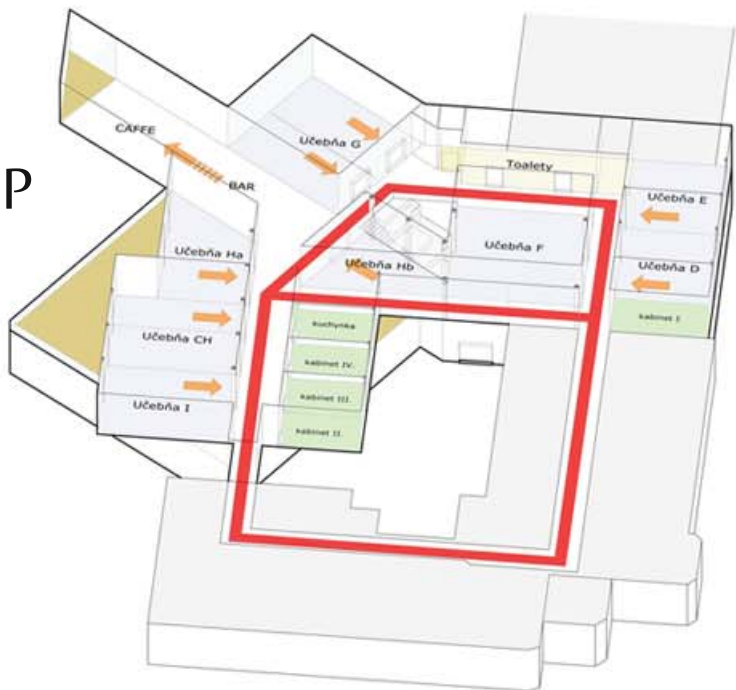 P
CAFFE
BAR
Učebňa G
Toalety
Učebňa E
Učebňa Ha
Učebňa Hb
Učebňa F
Učebňa D
kabinet I
kuchynka
Učebňa CH
kabinet IV.
kabinet III.
Učebňa I
kabinet II.